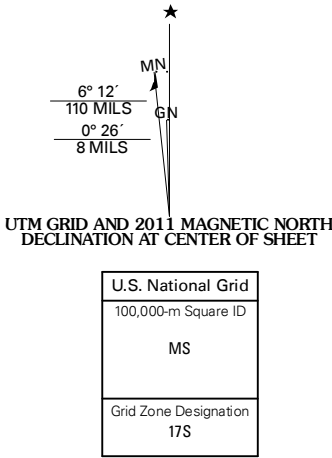 MN
6° 12´
110 MILS
GN
0° 26´
8 MILS
UTM GRID AND 2011 MAGNETIC NORTH
DECLINATION AT CENTER OF SHEET
U.S. National Grid
100,000-m Square ID
MS
Grid Zone Designation
17S